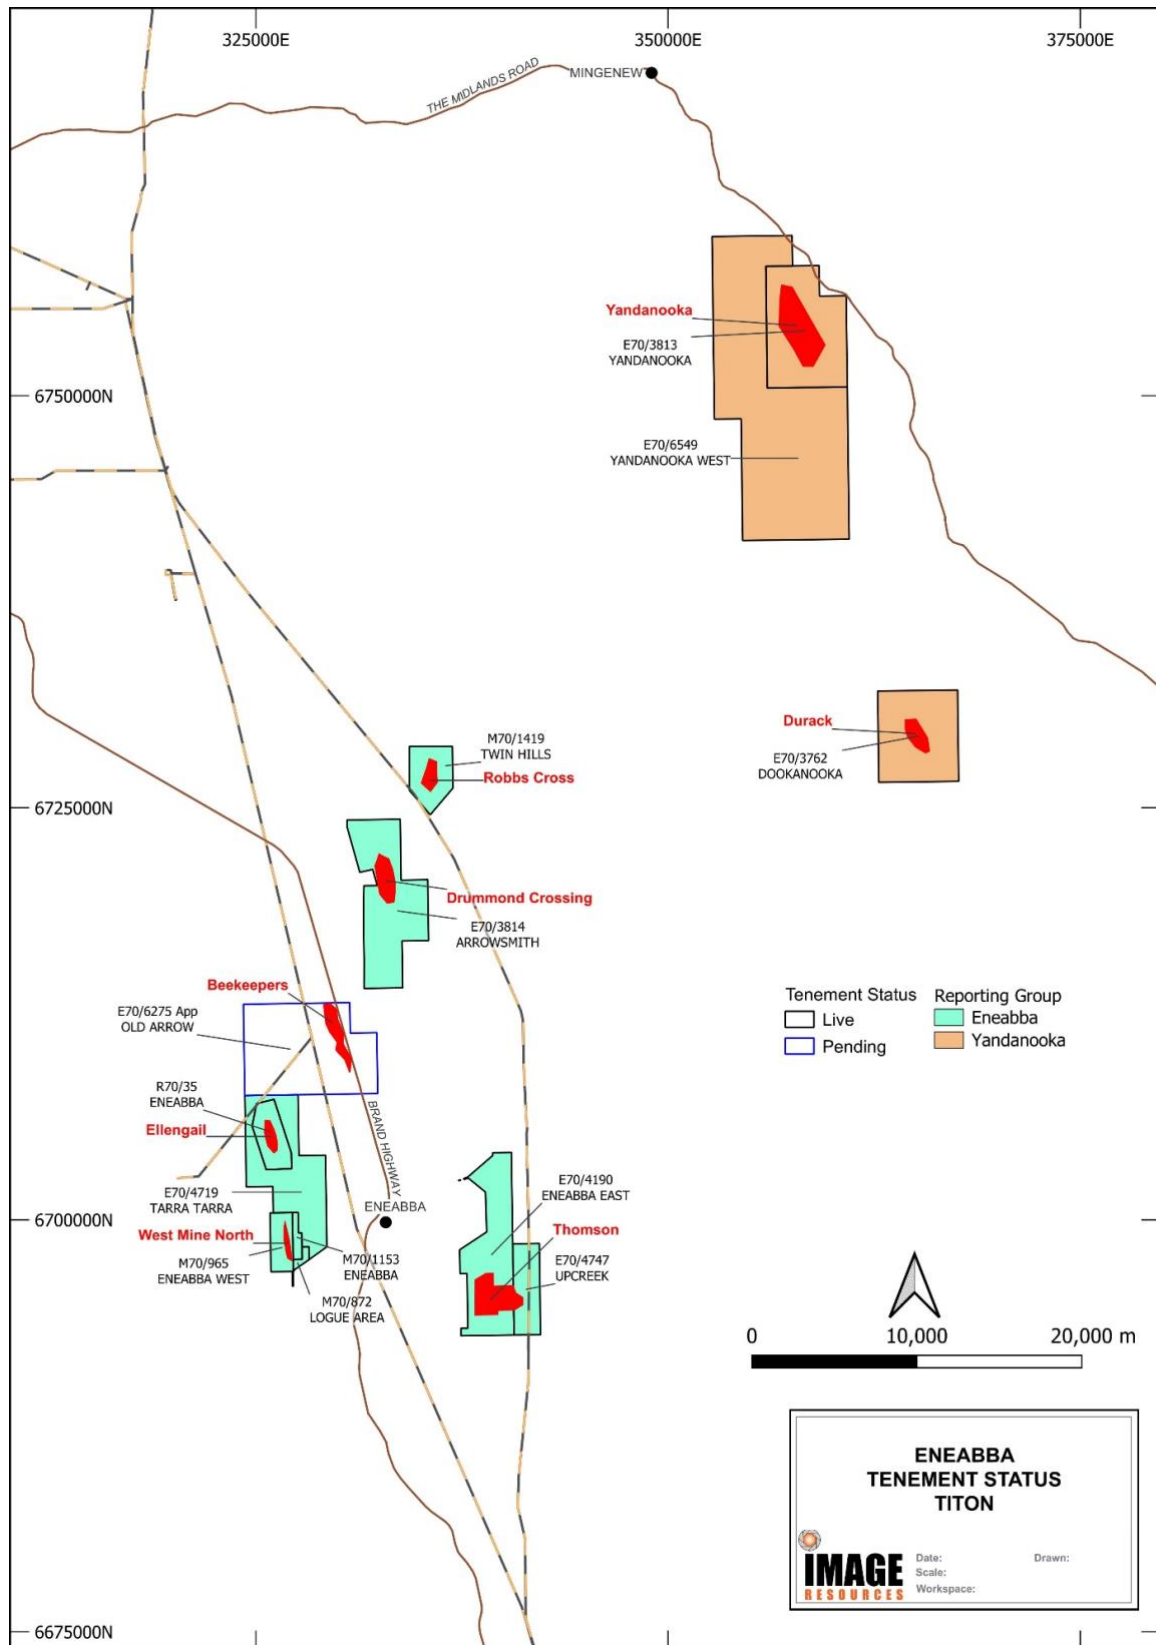 325000E
350000E
375000E
MINGENEW
THE MIDLANDS ROAD
Yandanooka
E70/3813
YANDANOOKA
6750000N
E70/6549
YANDANOOKA WEST
Durack
E70/3762
DOOKANOOKA
M70/1419
TWIN HILLS
Robbs Cross
6725000N
Drummond Crossing
E70/3814
ARROWSMITH
Beekeepers
E70/6275 App
OLD ARROW
Tenement Status
Live
Pending
Reporting Group
Eneabba
Yandanooka
R70/35
ENEABBA
Ellengail
BRAND HIGHWAY
E70/4719
TARRA TARRA
ENEABBA
E70/4190
ENEABBA EAST
6700000N
West Mine North
Thomson
M70/965
ENEABBA WEST
M70/1153
ENEABBA
E70/4747
UPCREEK
M70/872
LOGUE AREA
0 10,000 20,000 m
ENEABBA
TENEMENT STATUS
TITON
IMAGE
RESOURCES
Date: Drawn:
Scale:
Workspace:
6675000N